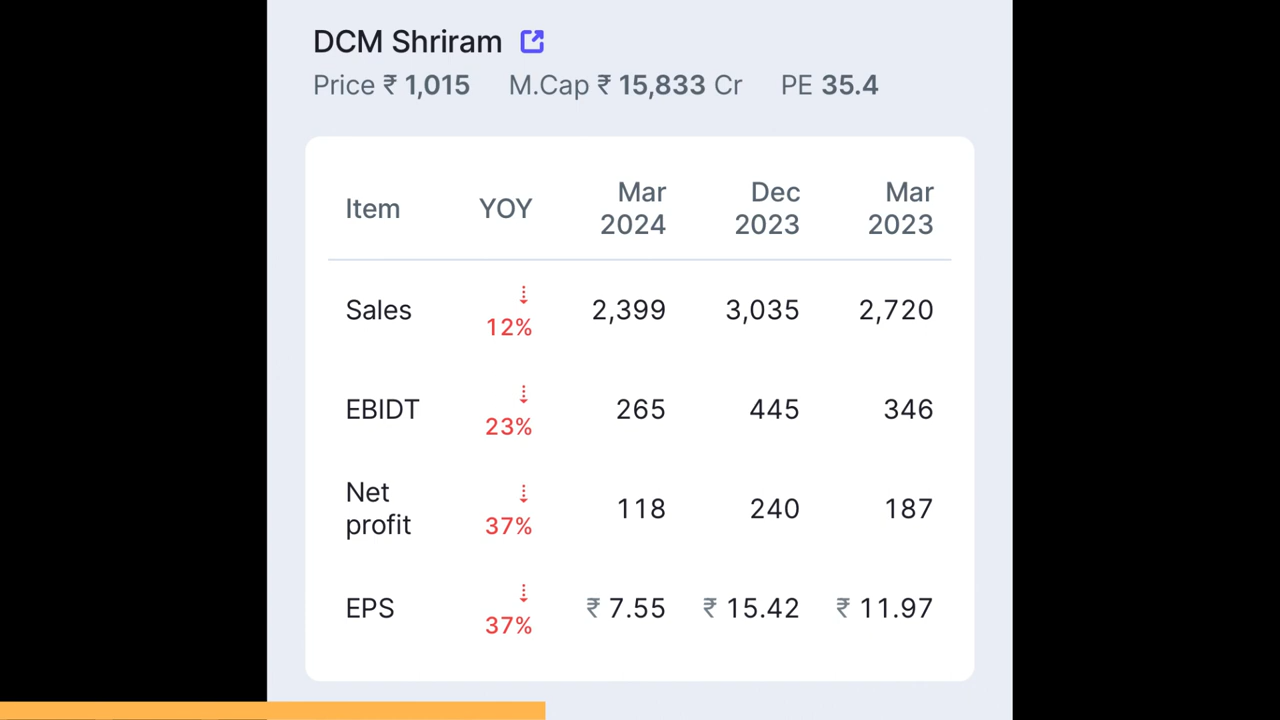 DCM Shriram
Price ₹ 1,015 M.Cap ₹ 15,833 Cr PE 35.4
Item YOY Mar 2024 Dec 2023 Mar 2023
Sales ⇣ 12% 2,399 3,035 2,720
EBIDT ⇣ 23% 265 445 346
Net profit ⇣ 37% 118 240 187
EPS ⇣ 37% ₹ 7.55 ₹ 15.42 ₹ 11.97